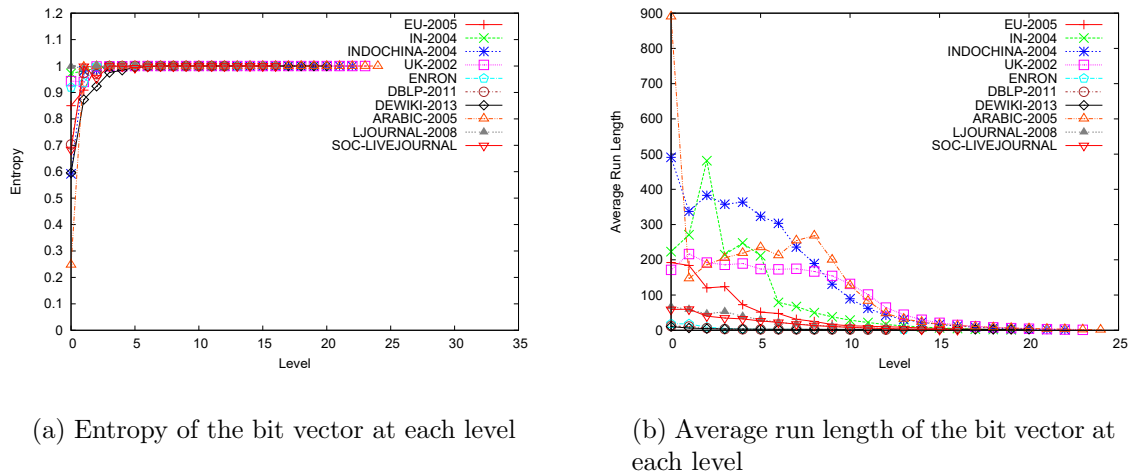 1.2
1.1
1
0.9
0.8
0.7
0.6
0.5
0.4
0.3
0.2
0.1
0
Entropy
0 5 10 15 20 25 30 35
Level
EU-2005
IN-2004
INDOCHINA-2004
UK-2002
ENRON
DBLP-2011
DEWIKI-2013
ARABIC-2005
LJOURNAL-2008
SOC-LIVEJOURNAL
(a) Entropy of the bit vector at each level
900
800
700
600
500
400
300
200
100
0
Average Run Length
0 5 10 15 20 25
Level
EU-2005
IN-2004
INDOCHINA-2004
UK-2002
ENRON
DBLP-2011
DEWIKI-2013
ARABIC-2005
LJOURNAL-2008
SOC-LIVEJOURNAL
(b) Average run length of the bit vector at
each level